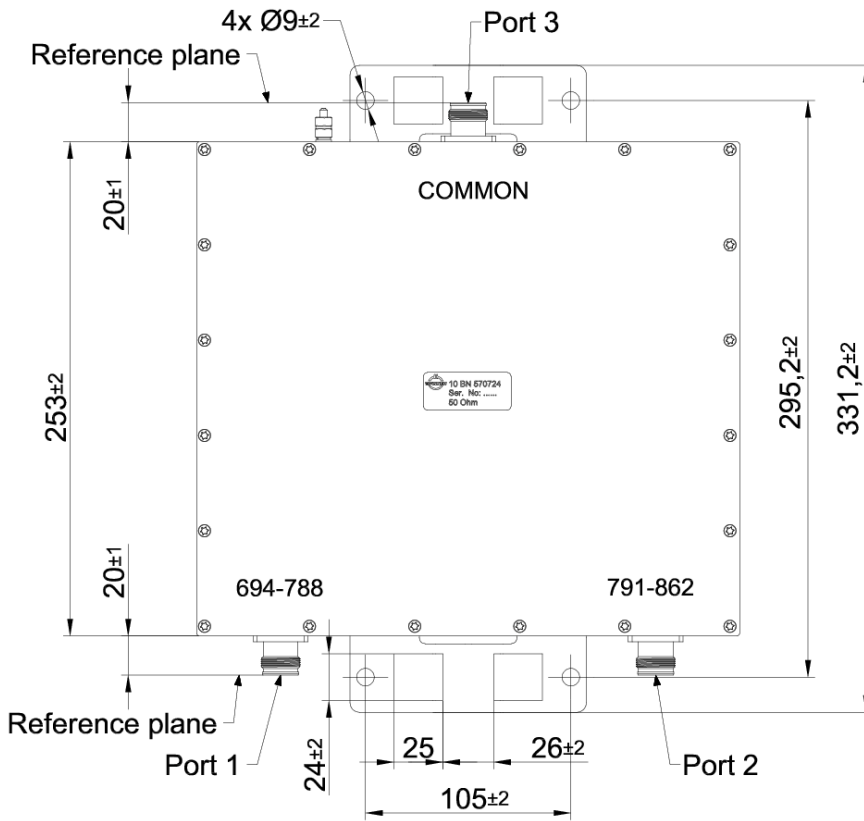 4x Ø9±2
Port 3
Reference plane
20±1
COMMON
253±2
10 BN 570724
Ser. No: ......
50 Ohm
295,2±2
331,2±2
20±1
694-788
791-862
Reference plane
Port 1
24±2
25
26±2
Port 2
105±2